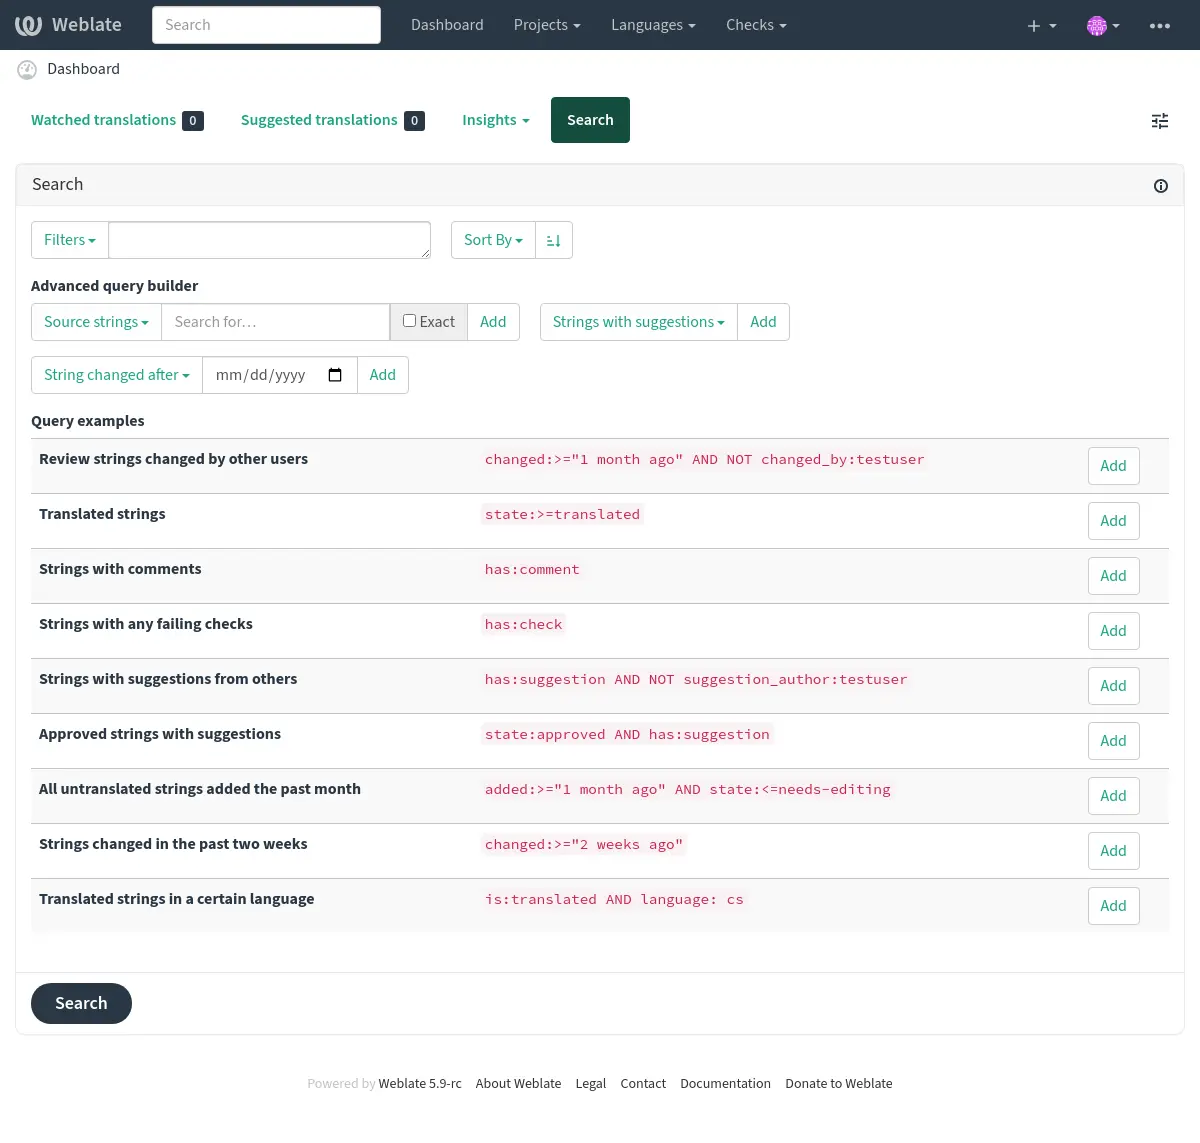 Weblate Search Dashboard Projects Languages Checks
Dashboard
Watched translations 0 Suggested translations 0 Insights Search
Search
Filters Sort By
Advanced query builder
Source strings Search for… Exact Add Strings with suggestions Add
String changed after mm/dd/yyyy Add
Query examples
Review strings changed by other users changed:>="1 month ago" AND NOT changed_by:testuser Add
Translated strings state:>=translated Add
Strings with comments has:comment Add
Strings with any failing checks has:check Add
Strings with suggestions from others has:suggestion AND NOT suggestion_author:testuser Add
Approved strings with suggestions state:approved AND has:suggestion Add
All untranslated strings added the past month added:>="1 month ago" AND state:<=needs-editing Add
Strings changed in the past two weeks changed:>="2 weeks ago" Add
Translated strings in a certain language is:translated AND language: cs Add
Search
Powered by Weblate 5.9-rc About Weblate Legal Contact Documentation Donate to Weblate